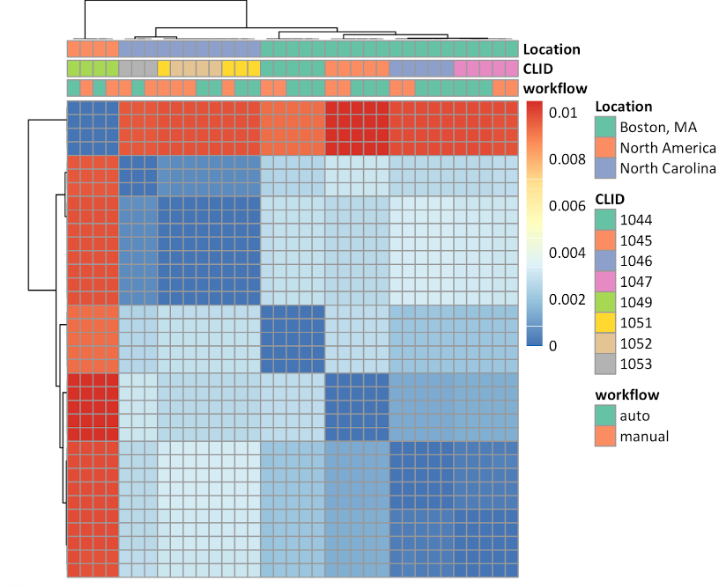 Location
CLID
workflow
0.01
0.008
0.006
0.004
0.002
0
Location
Boston, MA
North America
North Carolina
CLID
1044
1045
1046
1047
1049
1051
1052
1053
workflow
auto
manual